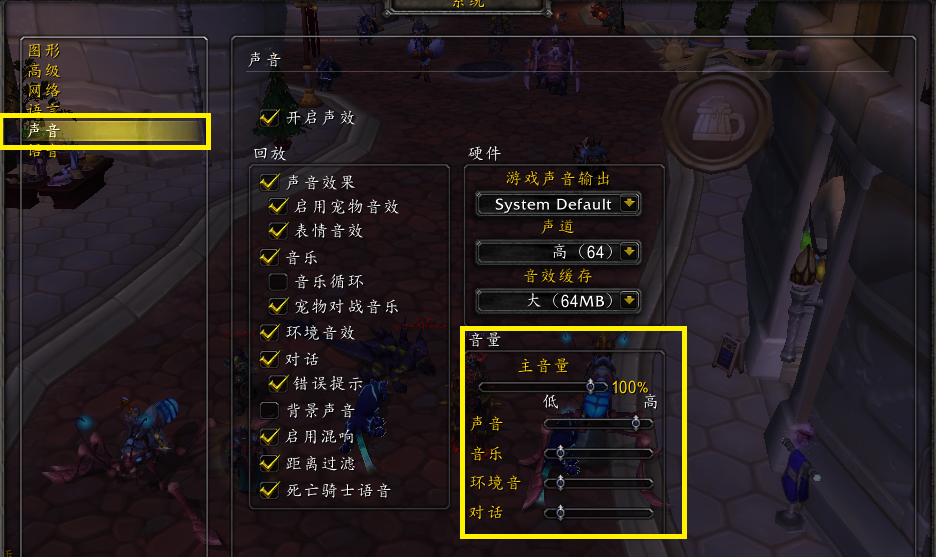 系统
图形
高级
网络
语言
声音
语音
声音
开启声效
回放
声音效果
启用宠物音效
表情音效
音乐
音乐循环
宠物对战音乐
环境音效
对话
错误提示
背景声音
启用混响
距离过滤
死亡骑士语音
硬件
游戏声音输出
System Default
声道
高（64）
音效缓存
大（64MB）
音量
主音量
100%
低 高
声音
音乐
环境音
对话